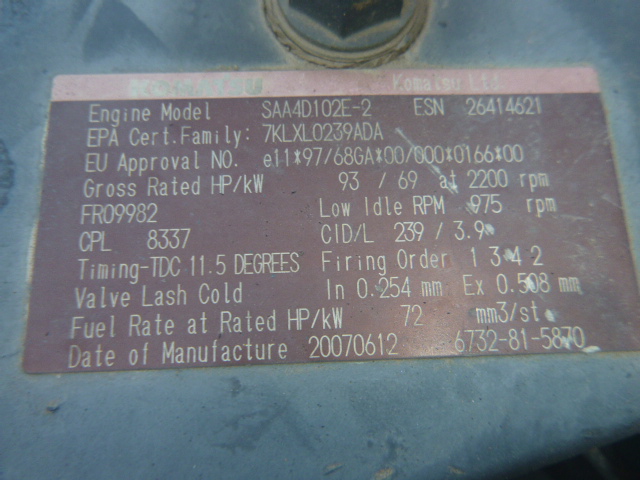 Komatsu Ltd.
Engine Model SAA4D102E-2 ESN 26414621
EPA Cert.Family: 7KLXL0239ADA
EU Approval NO. e11*97/68GA*00/000*0166*00
Gross Rated HP/kW 93 / 69 at 2200 rpm
FR09982 Low Idle RPM 975 rpm
CPL 8337 CID/L 239 / 3.9
Timing-TDC 11.5 DEGREES Firing Order 1 3 4 2
Valve Lash Cold In 0.254 mm Ex 0.508 mm
Fuel Rate at Rated HP/kW 72 mm3/st
Date of Manufacture 20070612 6732-81-5870